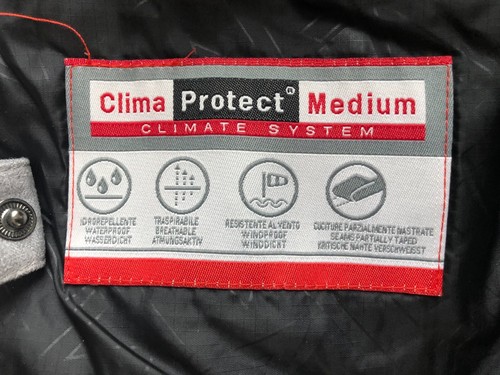 Clima Protect® Medium
CLIMATE SYSTEM
IDROREPELLENTE
WATERPROOF
WASSERDICHT
TRASPIRABILE
BREATHABLE
ATMUNGSAKTIV
RESISTENTE AL VENTO
WINDPROOF
WINDDICHT
CUCITURE PARZIALMENTE NASTRATE
SEAMS PARTIALLY TAPED
KRITISCHE NÄHTE VERSCHWEISST